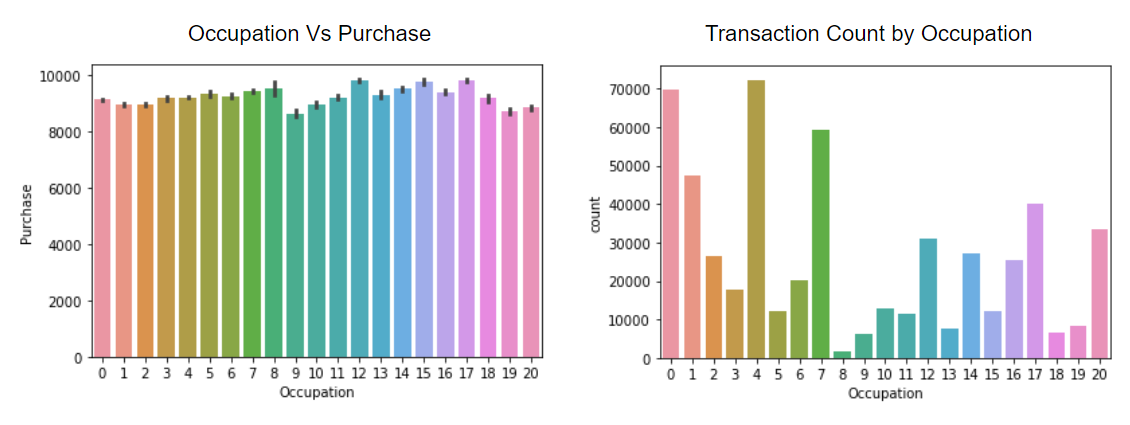 Occupation Vs Purchase
10000
8000
6000
4000
2000
0
Purchase
0 1 2 3 4 5 6 7 8 9 10 11 12 13 14 15 16 17 18 19 20
Occupation
Transaction Count by Occupation
70000
60000
50000
40000
30000
20000
10000
0
count
0 1 2 3 4 5 6 7 8 9 10 11 12 13 14 15 16 17 18 19 20
Occupation